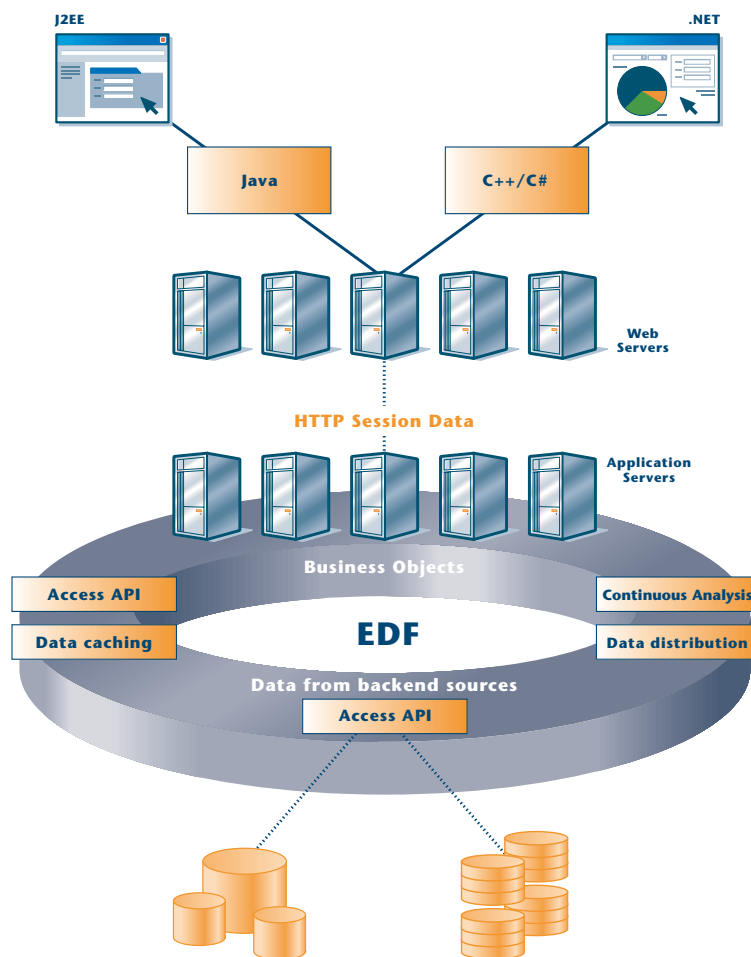 J2EE
.NET
Java
C++/C#
Web
Servers
HTTP Session Data
Application
Servers
Business Objects
Access API
Continuous Analysis
EDF
Data caching
Data distribution
Data from backend sources
Access API